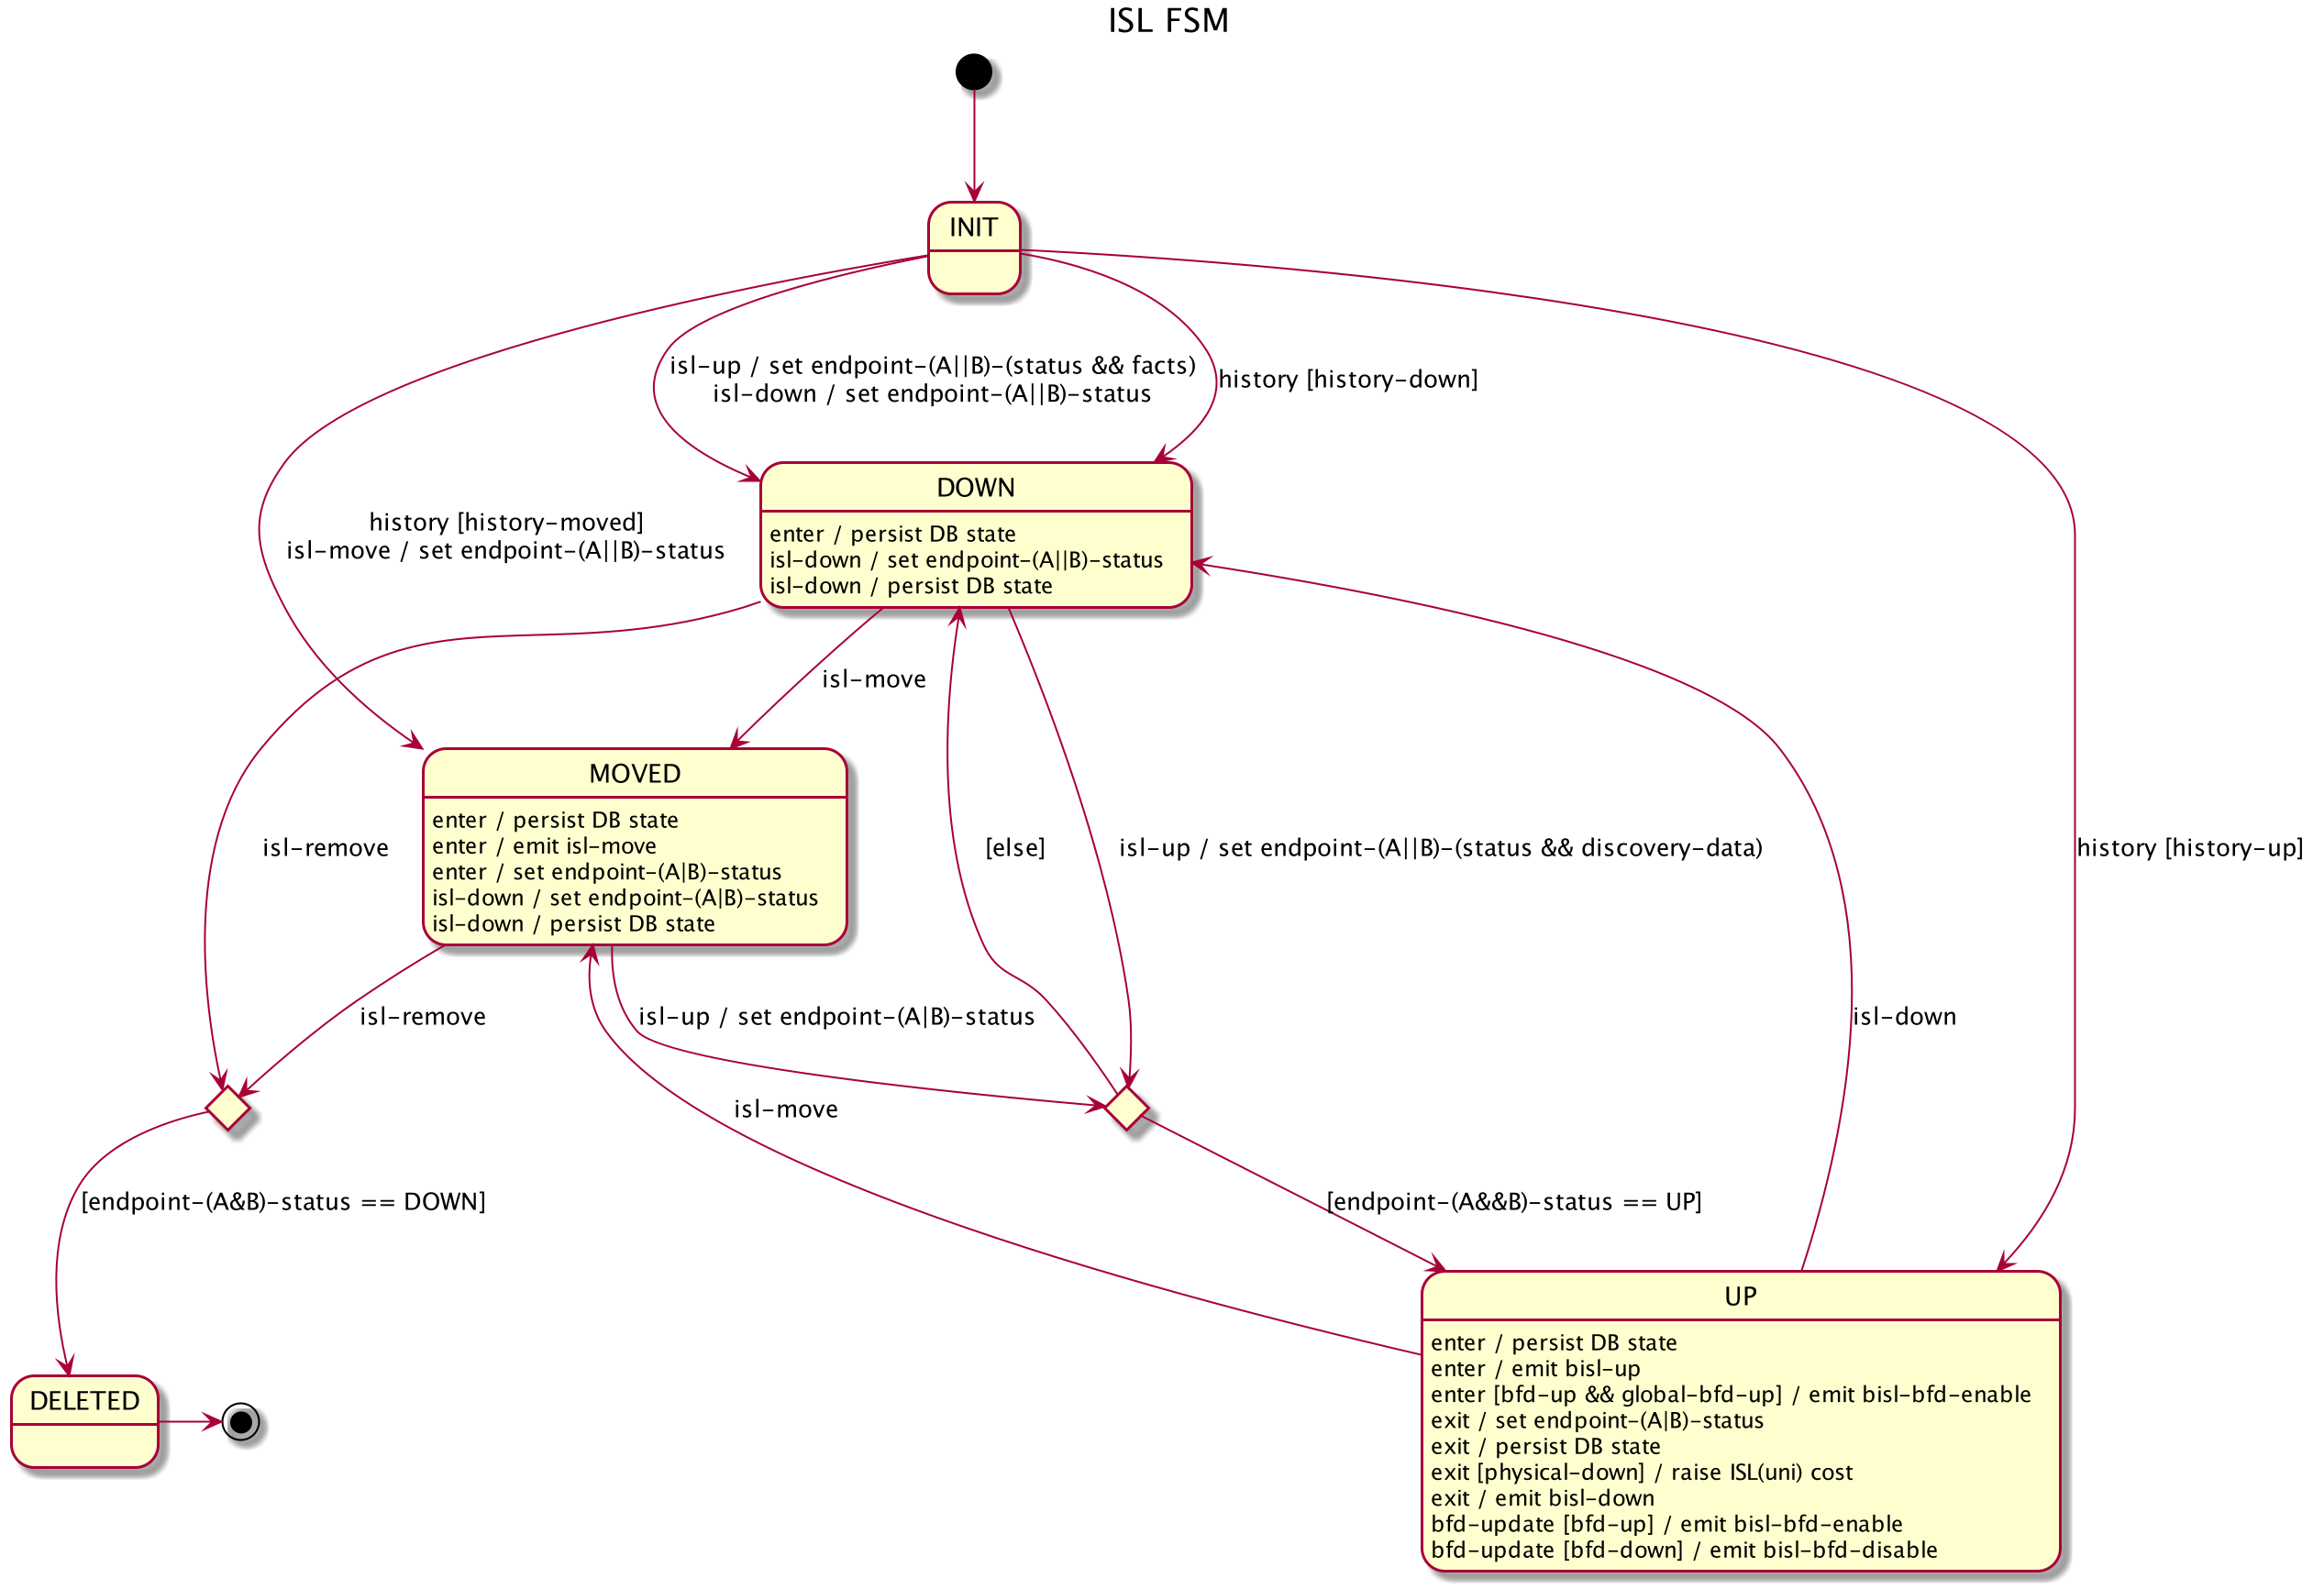 ISL FSM
INIT
isl-up / set endpoint-(A||B)-(status && facts)
isl-down / set endpoint-(A||B)-status
history [history-down]
history [history-moved]
isl-move / set endpoint-(A||B)-status
DOWN
enter / persist DB state
isl-down / set endpoint-(A||B)-status
isl-down / persist DB state
isl-move
MOVED
enter / persist DB state
enter / emit isl-move
enter / set endpoint-(A|B)-status
isl-down / set endpoint-(A|B)-status
isl-down / persist DB state
isl-remove
[else]
isl-up / set endpoint-(A||B)-(status && discovery-data)
history [history-up]
isl-remove
isl-up / set endpoint-(A|B)-status
isl-down
isl-move
[endpoint-(A&B)-status == DOWN]
[endpoint-(A&&B)-status == UP]
DELETED
UP
enter / persist DB state
enter / emit bisl-up
enter [bfd-up && global-bfd-up] / emit bisl-bfd-enable
exit / set endpoint-(A|B)-status
exit / persist DB state
exit [physical-down] / raise ISL(uni) cost
exit / emit bisl-down
bfd-update [bfd-up] / emit bisl-bfd-enable
bfd-update [bfd-down] / emit bisl-bfd-disable